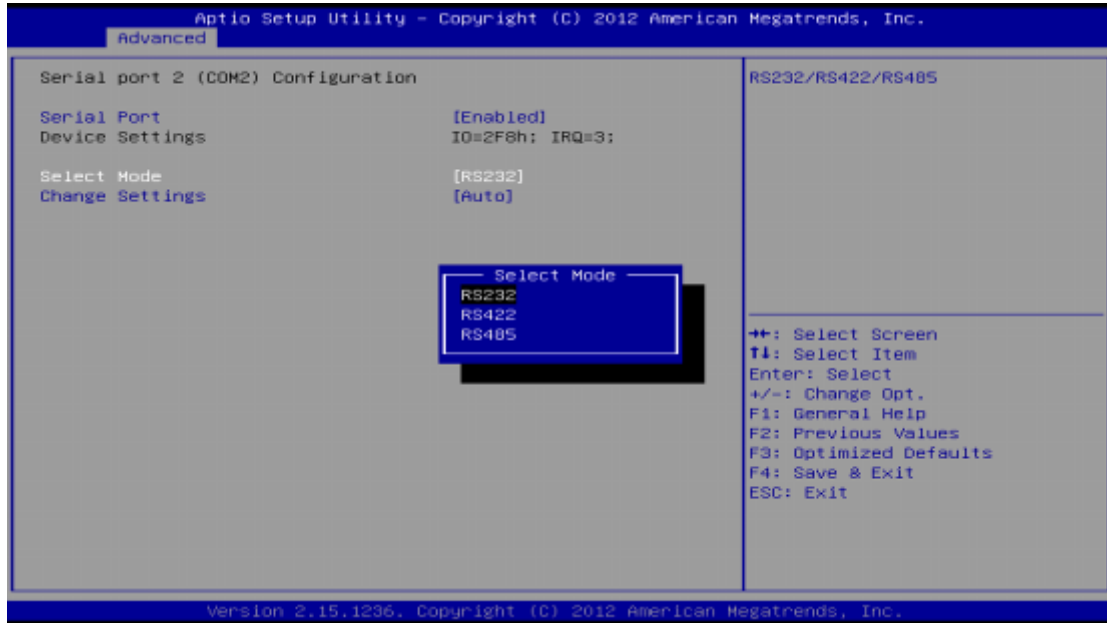 Aptio Setup Utility - Copyright (C) 2012 American Megatrends, Inc.
Advanced
Serial port 2 (COM2) Configuration
Serial Port [Enabled]
Device Settings IO=2F8h; IRQ=3;
Select Mode [RS232]
Change Settings [Auto]
Select Mode
RS232
RS422
RS485
RS232/RS422/RS485
→←: Select Screen
↑↓: Select Item
Enter: Select
+/-: Change Opt.
F1: General Help
F2: Previous Values
F3: Optimized Defaults
F4: Save & Exit
ESC: Exit
Version 2.15.1236. Copyright (C) 2012 American Megatrends, Inc.